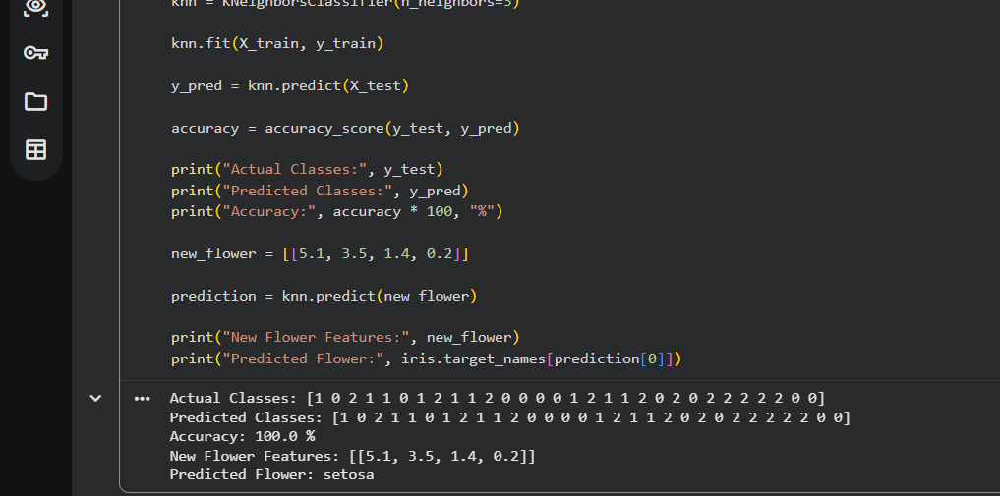 knn = KNeighborsClassifier(n_neighbors=3)
knn.fit(X_train, y_train)
y_pred = knn.predict(X_test)
accuracy = accuracy_score(y_test, y_pred)
print("Actual Classes:", y_test)
print("Predicted Classes:", y_pred)
print("Accuracy:", accuracy * 100, "%")
new_flower = [[5.1, 3.5, 1.4, 0.2]]
prediction = knn.predict(new_flower)
print("New Flower Features:", new_flower)
print("Predicted Flower:", iris.target_names[prediction[0]])
Actual Classes: [1 0 2 1 1 0 1 2 1 1 2 0 0 0 0 1 2 1 1 2 0 2 0 2 2 2 2 2 0 0]
Predicted Classes: [1 0 2 1 1 0 1 2 1 1 2 0 0 0 0 1 2 1 1 2 0 2 0 2 2 2 2 2 0 0]
Accuracy: 100.0 %
New Flower Features: [[5.1, 3.5, 1.4, 0.2]]
Predicted Flower: setosa